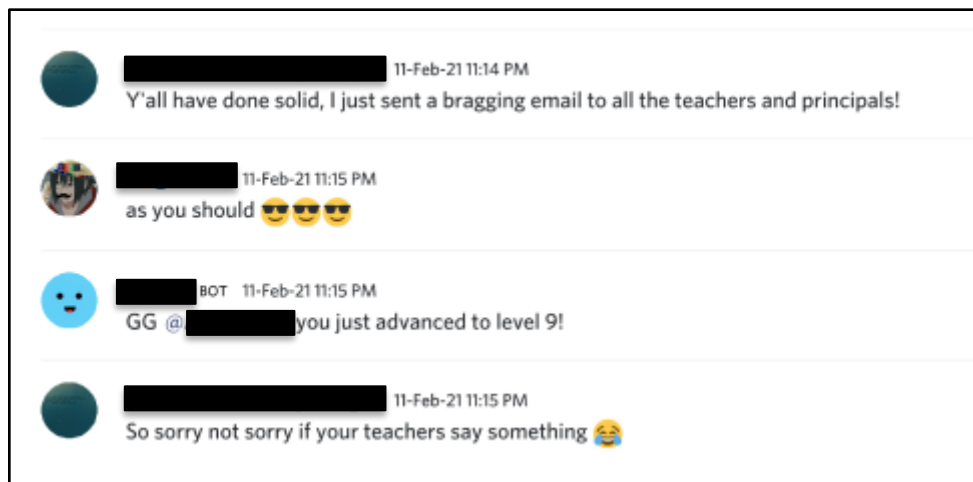 11-Feb-21 11:14 PM
Y'all have done solid, I just sent a bragging email to all the teachers and principals!
11-Feb-21 11:15 PM
as you should 😎😎😎
BOT 11-Feb-21 11:15 PM
GG @ you just advanced to level 9!
11-Feb-21 11:15 PM
So sorry not sorry if your teachers say something 😂